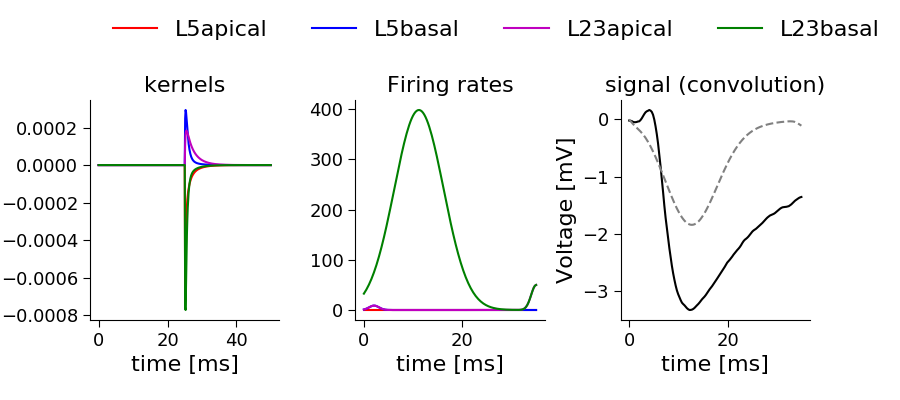 L5apical L5basal L23apical L23basal
kernels
Firing rates
signal (convolution)
0.0002
0.0000
−0.0002
−0.0004
−0.0006
−0.0008
0 20 40
time [ms]
400
300
200
100
0
0 20
time [ms]
Voltage [mV]
0
−1
−2
−3
0 20
time [ms]